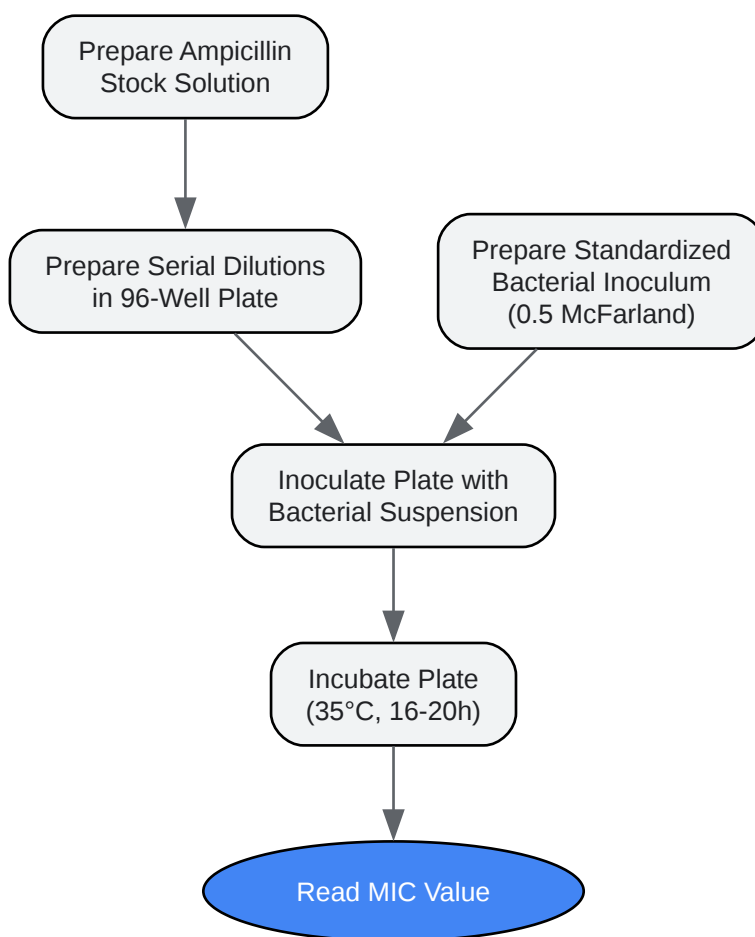 Prepare Ampicillin
Stock Solution
Prepare Serial Dilutions
in 96-Well Plate
Prepare Standardized
Bacterial Inoculum
(0.5 McFarland)
Inoculate Plate with
Bacterial Suspension
Incubate Plate
(35°C, 16-20h)
Read MIC Value